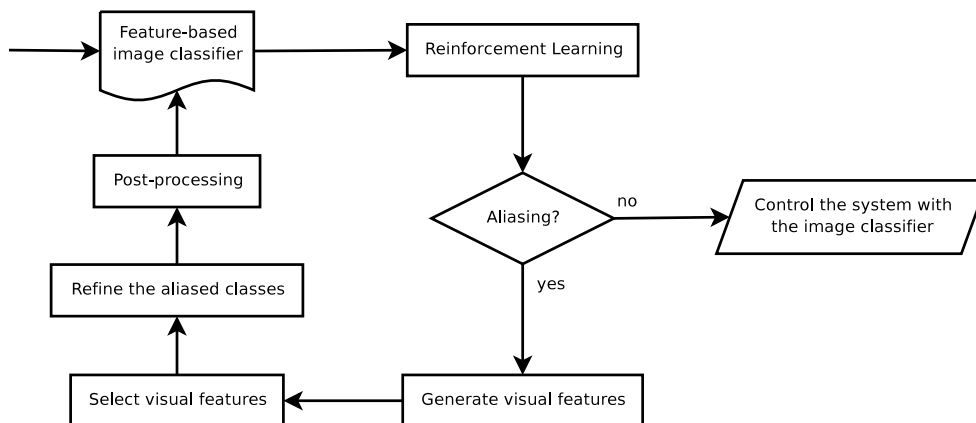 Feature-based
image classifier
Reinforcement Learning
Post-processing
Aliasing?
no
Control the system with
the image classifier
yes
Refine the aliased classes
Select visual features
Generate visual features